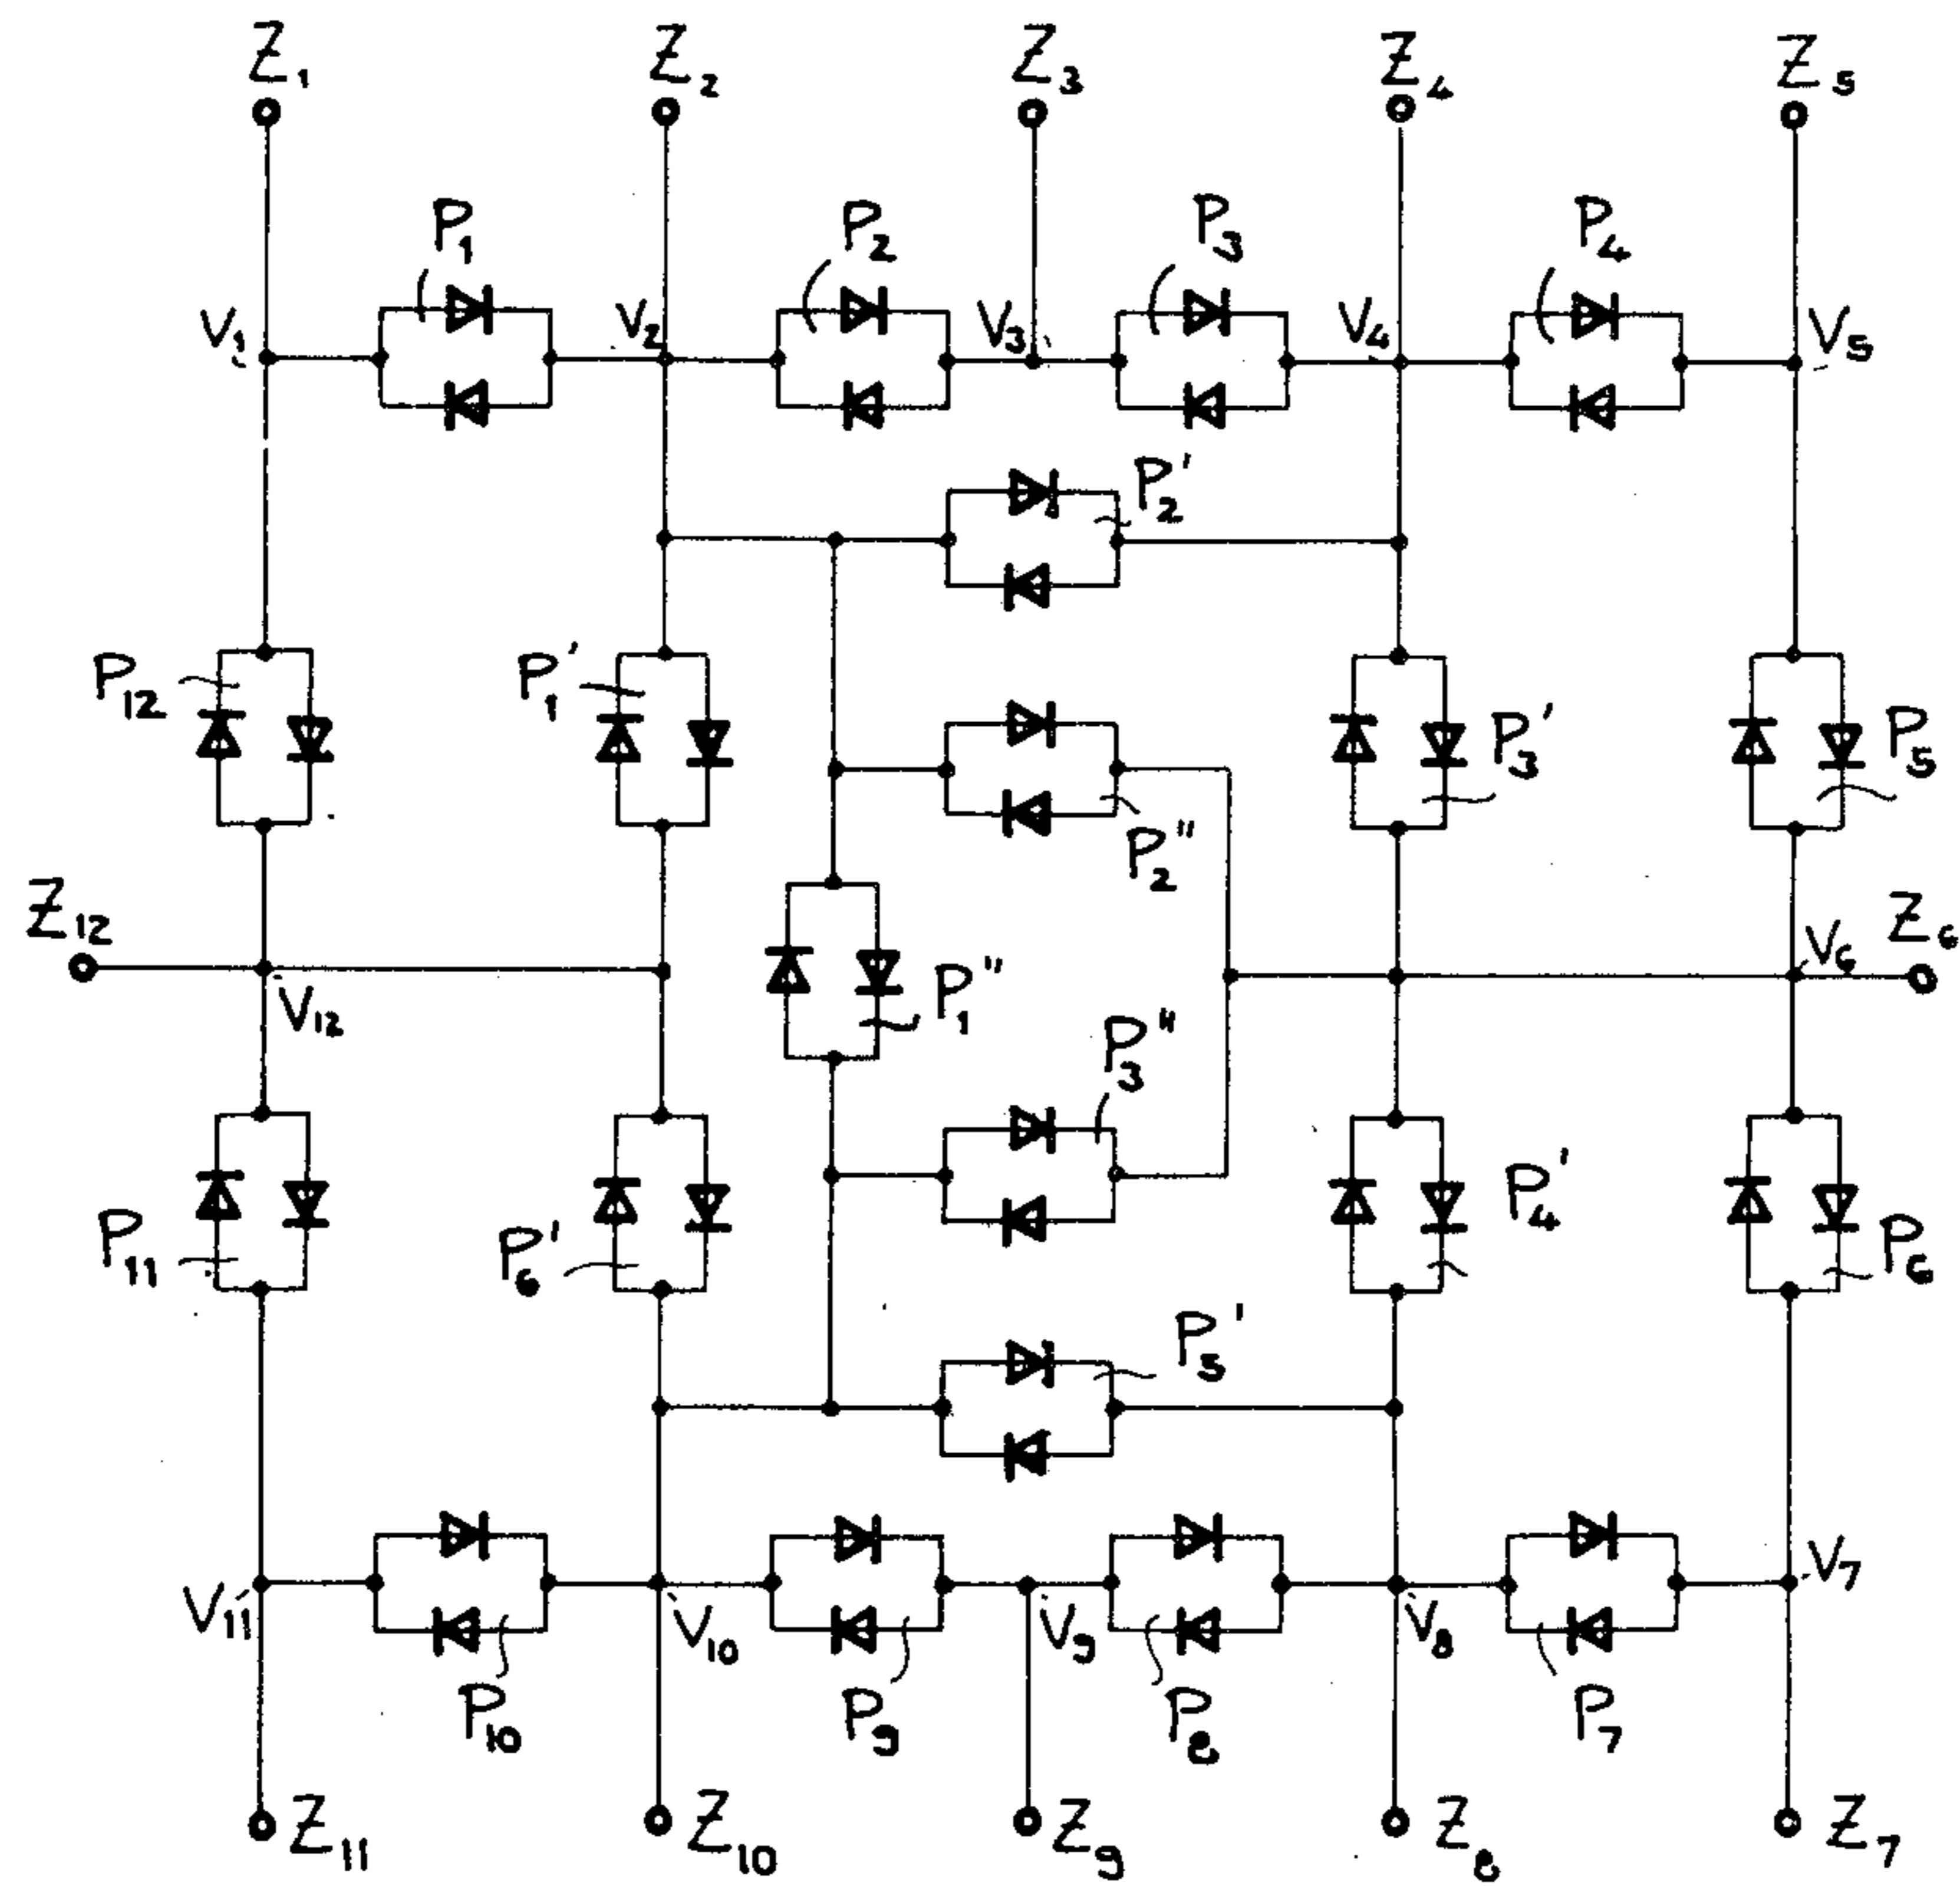 Z1 Z2 Z3 Z4 Z5
P1 P2 P3 P4
V1 V2 V3 V4 V5
P2'
P12 P1' P3' P5
P2"
Z12 Z6
V12 P1" V6
P3"
P11 P6' P4' P6
P5'
V11 V10 V9 V8 V7
P10 P9 P8 P7
Z11 Z10 Z9 Z8 Z7